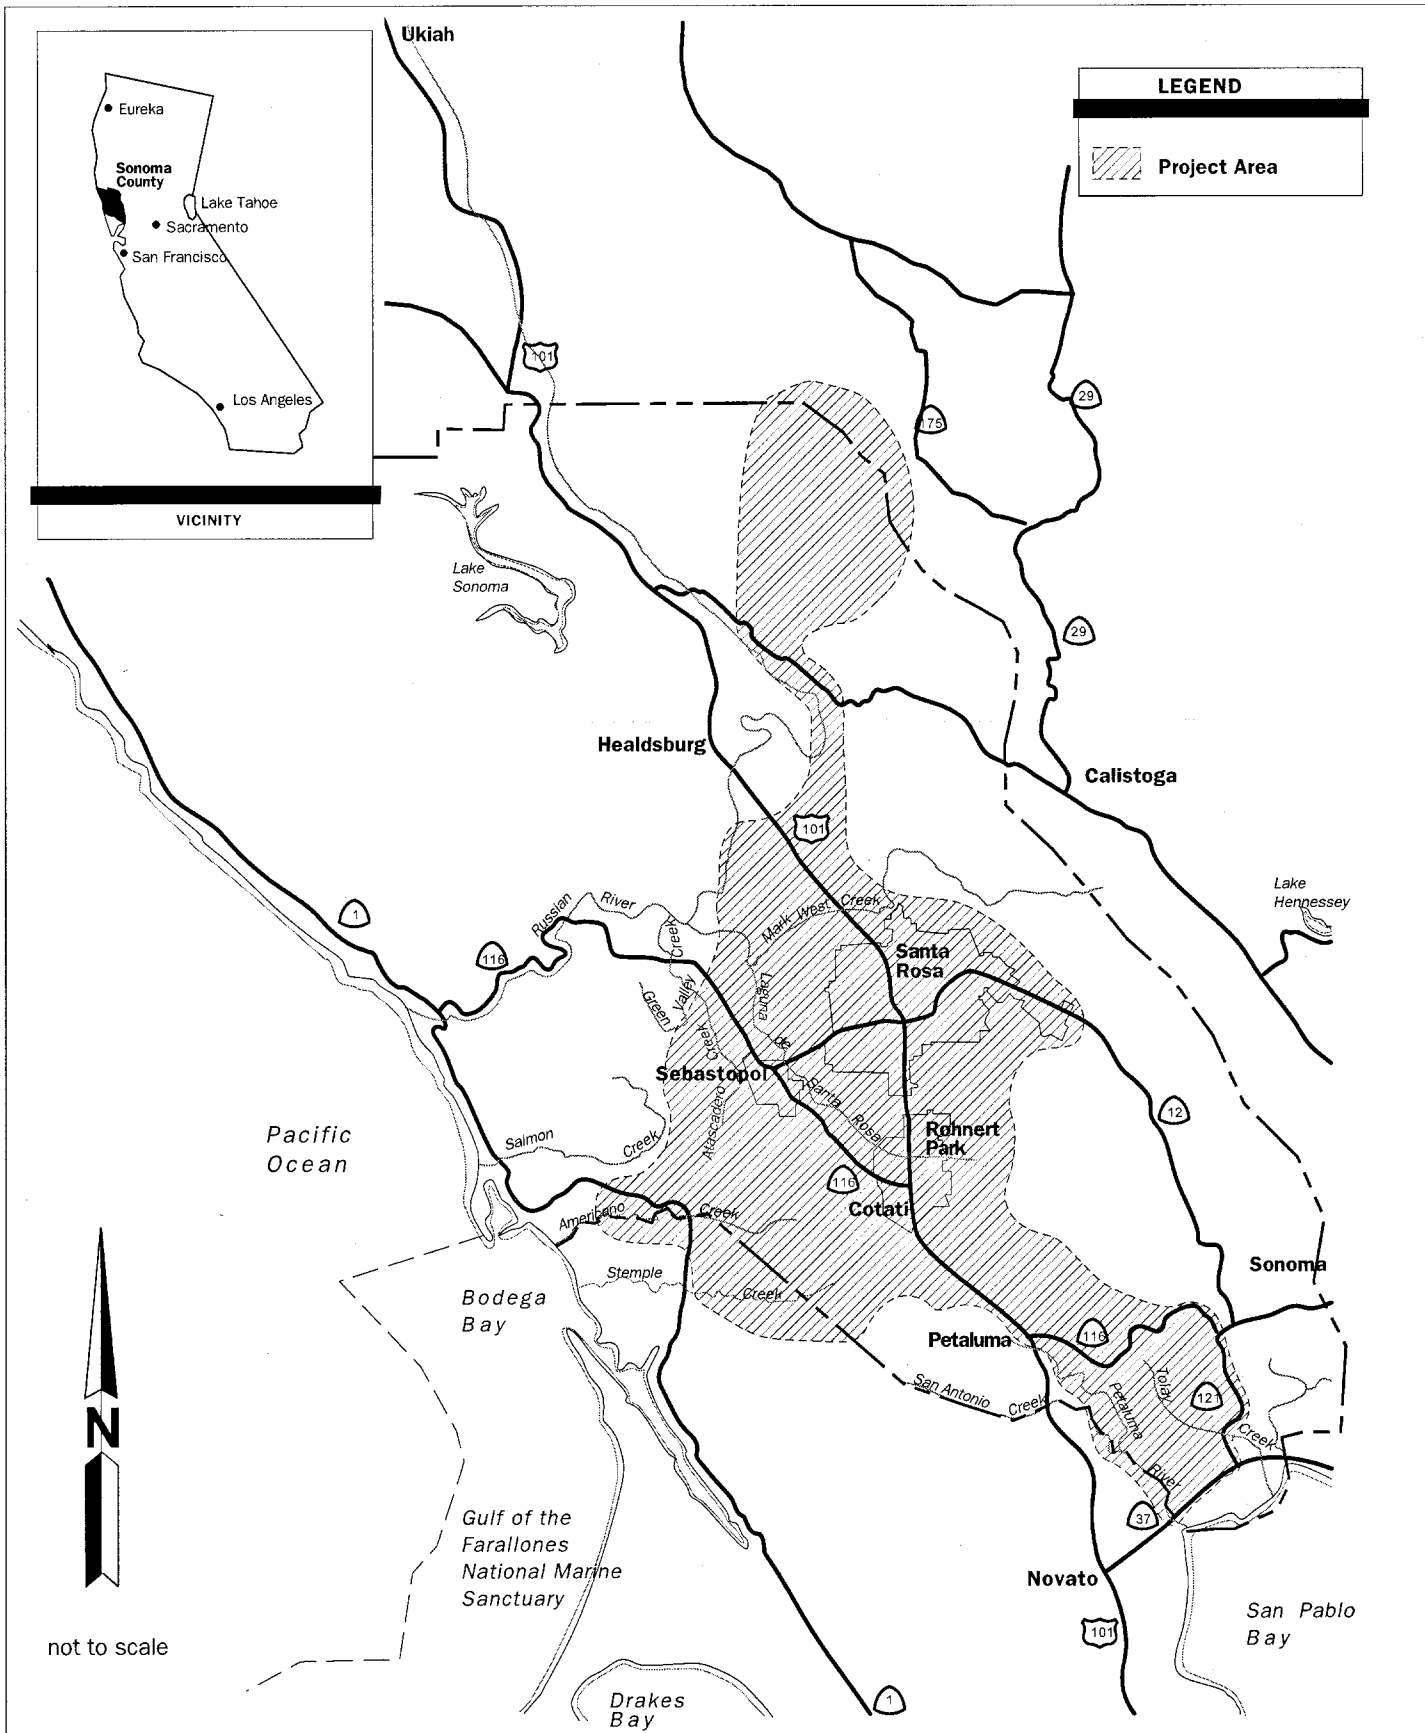 Ukiah
LEGEND
Project Area
Eureka
Sonoma
County
Lake Tahoe
Sacramento
San Francisco
Los Angeles
VICINITY
101
175
29
Lake
Sonoma
29
Healdsburg
Calistoga
101
Lake
Hennessey
1
116
Russian
River
Mark West Creek
Green
Valley
Creek
Laguna
de
Santa
Rosa
Atascadero
Creek
Santa
Rosa
Sebastopol
12
Rohnert
Park
Pacific
Ocean
Salmon
Creek
116
Cotati
Americano
Creek
Sonoma
Stemple
Creek
Bodega
Bay
Petaluma
116
San Antonio
Creek
Petaluma
River
Tolay
Creek
121
N
37
Gulf of the
Farallones
National Marine
Sanctuary
Novato
101
San Pablo
Bay
not to scale
Drakes
Bay
1